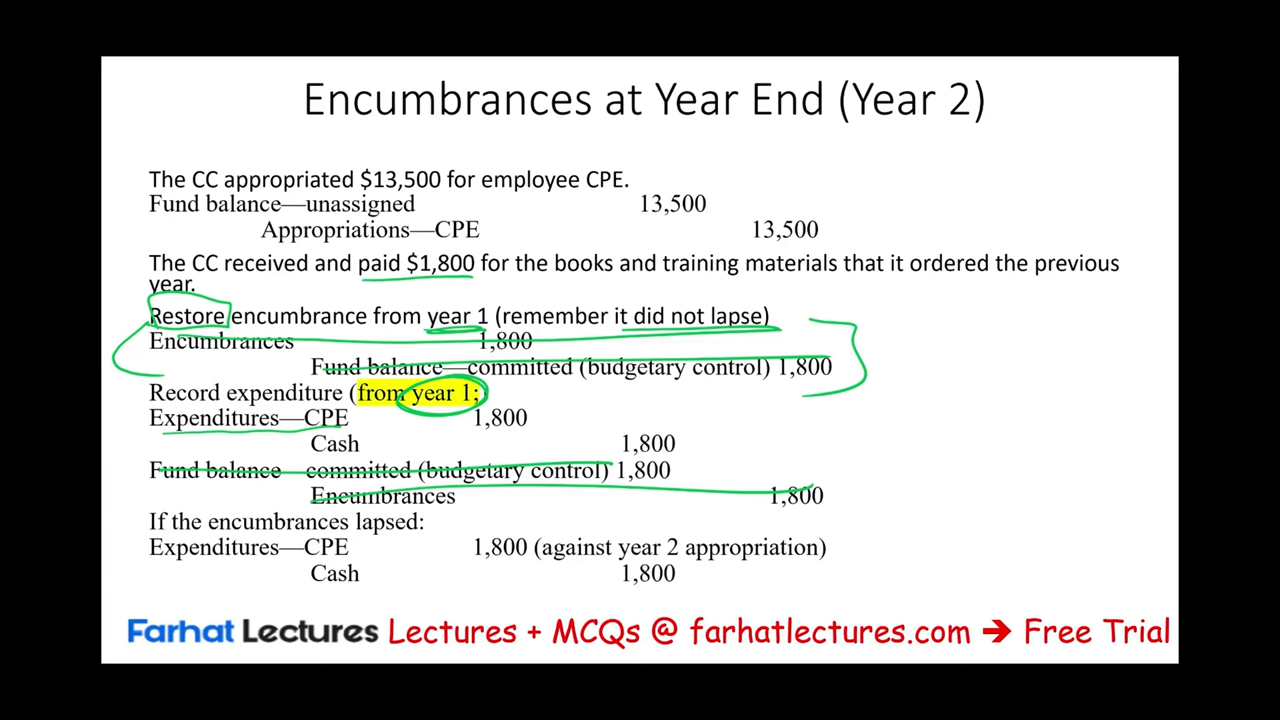 Encumbrances at Year End (Year 2)
The CC appropriated $13,500 for employee CPE.
Fund balance—unassigned 13,500
Appropriations—CPE 13,500
The CC received and paid $1,800 for the books and training materials that it ordered the previous
year.
Restore encumbrance from year 1 (remember it did not lapse)
Encumbrances 1,800
Fund balance—committed (budgetary control) 1,800
Record expenditure (from year 1;
Expenditures—CPE 1,800
Cash 1,800
Fund balance—committed (budgetary control) 1,800
Encumbrances 1,800
If the encumbrances lapsed:
Expenditures—CPE 1,800 (against year 2 appropriation)
Cash 1,800
Farhat Lectures Lectures + MCQs @ farhatlectures.com → Free Trial